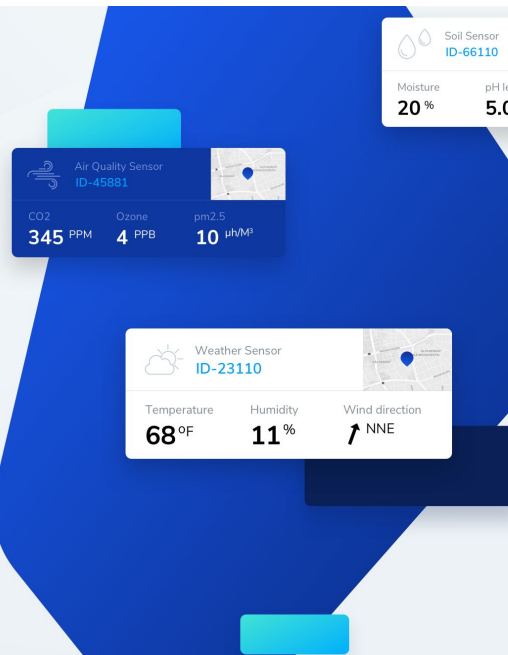 Soil Sensor
ID-66110
Moisture pH
20 % 5.0
Air Quality Sensor
ID-45881
CO2 Ozone pm2.5
345 PPM 4 PPB 10 µh/M³
Weather Sensor
ID-23110
Temperature Humidity Wind direction
68 °F 11 % NNE